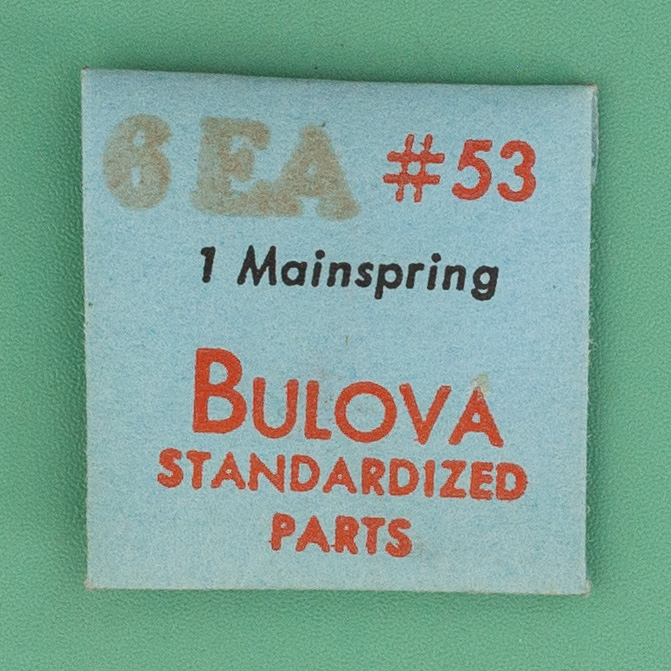 6EA #53
1 Mainspring
BULOVA
STANDARDIZED
PARTS